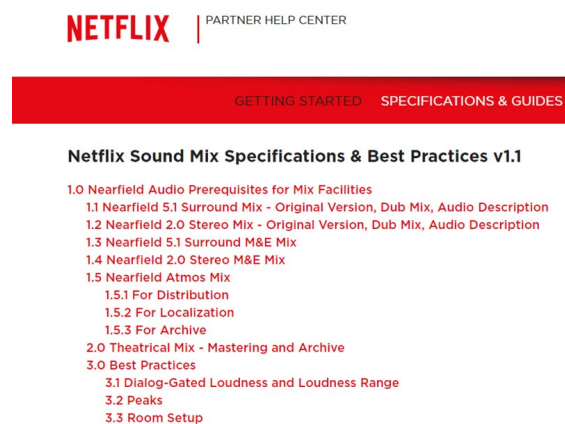 NETFLIX
PARTNER HELP CENTER
GETTING STARTED SPECIFICATIONS & GUIDES
Netflix Sound Mix Specifications & Best Practices v1.1
1.0 Nearfield Audio Prerequisites for Mix Facilities
1.1 Nearfield 5.1 Surround Mix - Original Version, Dub Mix, Audio Description
1.2 Nearfield 2.0 Stereo Mix - Original Version, Dub Mix, Audio Description
1.3 Nearfield 5.1 Surround M&E Mix
1.4 Nearfield 2.0 Stereo M&E Mix
1.5 Nearfield Atmos Mix
1.5.1 For Distribution
1.5.2 For Localization
1.5.3 For Archive
2.0 Theatrical Mix - Mastering and Archive
3.0 Best Practices
3.1 Dialog-Gated Loudness and Loudness Range
3.2 Peaks
3.3 Room Setup